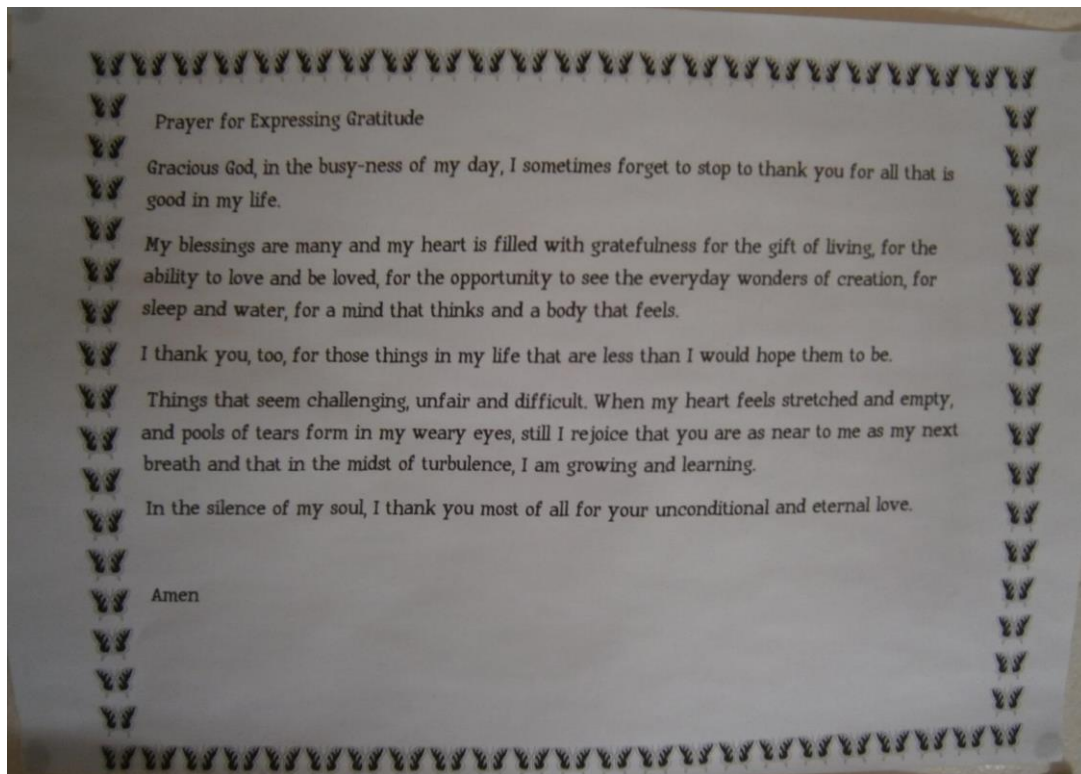 Prayer for Expressing Gratitude
Gracious God, in the busy-ness of my day, I sometimes forget to stop to thank you for all that is
good in my life.
My blessings are many and my heart is filled with gratefulness for the gift of living, for the
ability to love and be loved, for the opportunity to see the everyday wonders of creation, for
sleep and water, for a mind that thinks and a body that feels.
I thank you, too, for those things in my life that are less than I would hope them to be.
Things that seem challenging, unfair and difficult. When my heart feels stretched and empty,
and pools of tears form in my weary eyes, still I rejoice that you are as near to me as my next
breath and that in the midst of turbulence, I am growing and learning.
In the silence of my soul, I thank you most of all for your unconditional and eternal love.
Amen